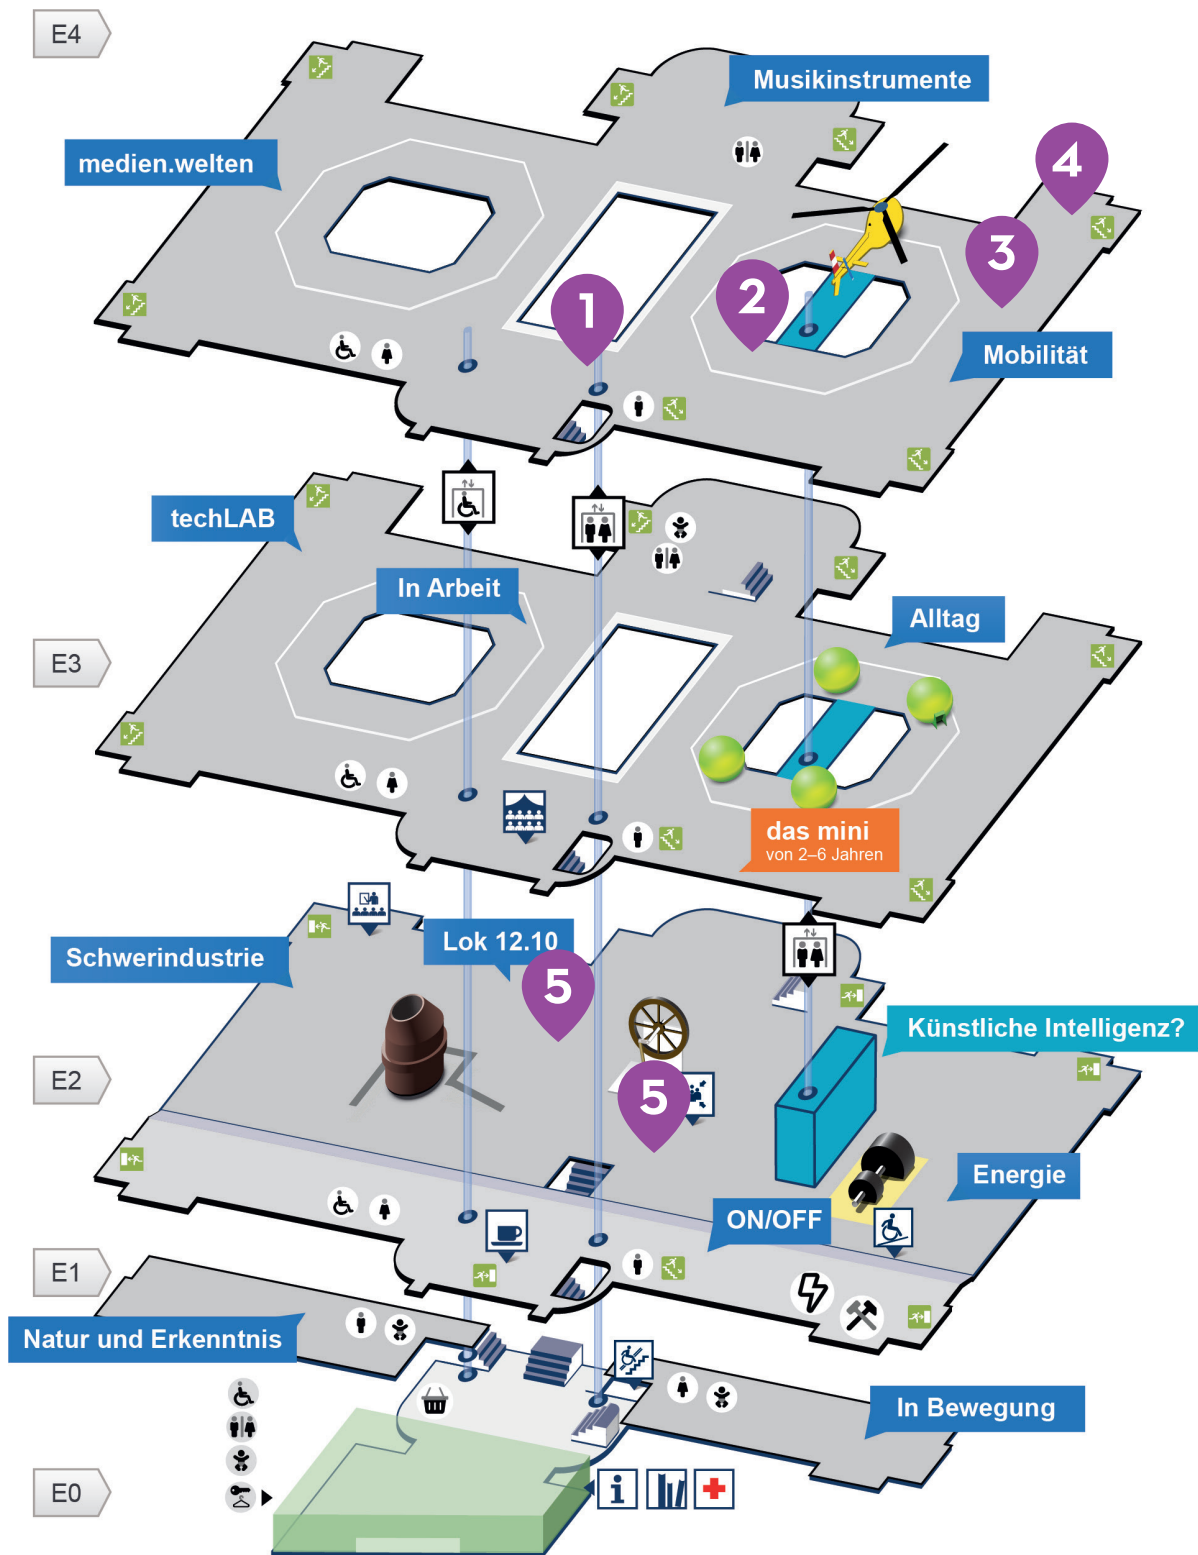 E4
Musikinstrumente
medien.welten
4
3
2
1
Mobilität
techLAB
In Arbeit
Alltag
E3
das mini
von 2–6 Jahren
Lok 12.10
Schwerindustrie
5
Künstliche Intelligenz?
E2
5
Energie
ON/OFF
E1
Natur und Erkenntnis
In Bewegung
E0
i